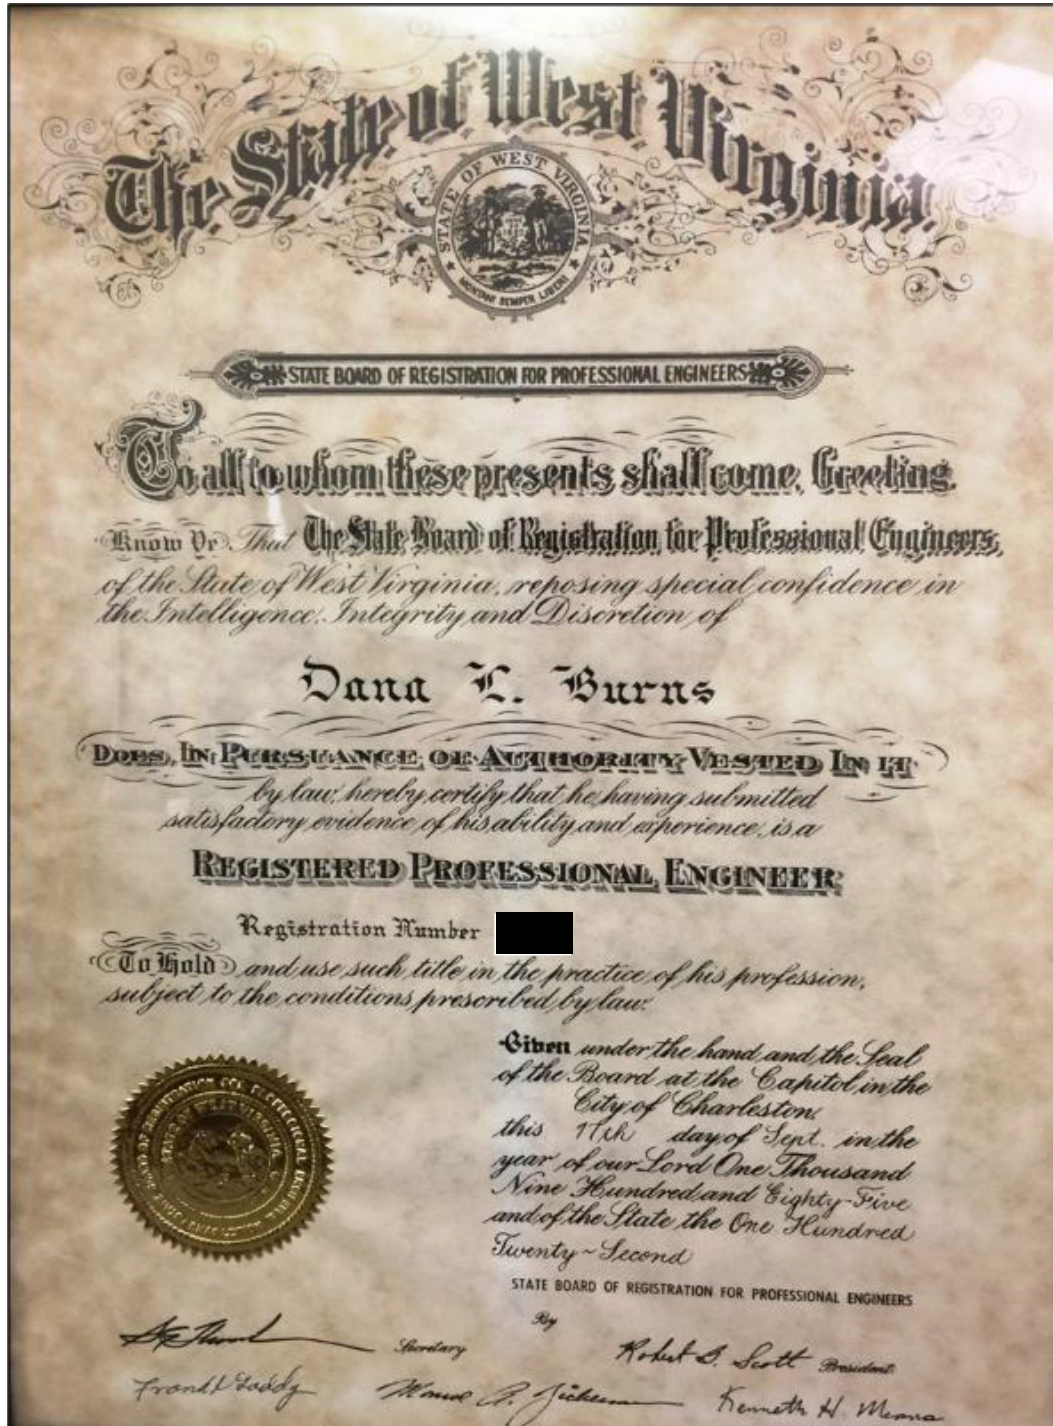 The State of West Virginia
STATE OF WEST VIRGINIA
MONTANI SEMPER LIBERI
STATE BOARD OF REGISTRATION FOR PROFESSIONAL ENGINEERS
To all to whom these presents shall come, Greeting.
Know Ye That The State Board of Registration for Professional Engineers,
of the State of West Virginia, reposing special confidence in
the Intelligence, Integrity and Discretion of
Dana L. Burns
DOES, IN PURSUANCE OF AUTHORITY VESTED IN IT
by law, hereby certify that he, having submitted
satisfactory evidence of his ability and experience, is a
REGISTERED PROFESSIONAL ENGINEER
Registration Number
To Hold and use such title in the practice of his profession,
subject to the conditions prescribed by law.
Given under the hand and the Seal
of the Board at the Capitol in the
City of Charleston,
this 17th day of Sept. in the
year of our Lord One Thousand
Nine Hundred and Eighty-Five
and of the State the One Hundred
Twenty~Second
STATE BOARD OF REGISTRATION FOR PROFESSIONAL ENGINEERS
By
Secretary
Robert B. Scott President
Kenneth H. Means